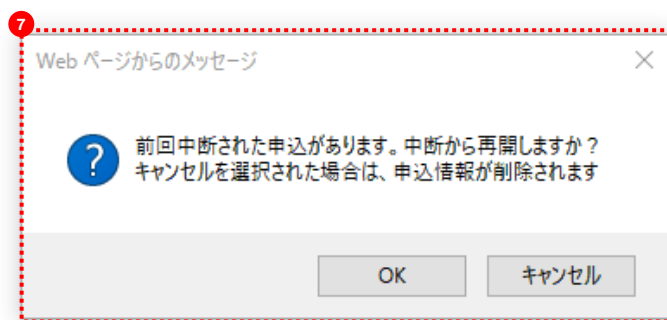 7
Web ページからのメッセージ
前回中断された申込があります。中断から再開しますか？
キャンセルを選択された場合は、申込情報が削除されます
OK
キャンセル